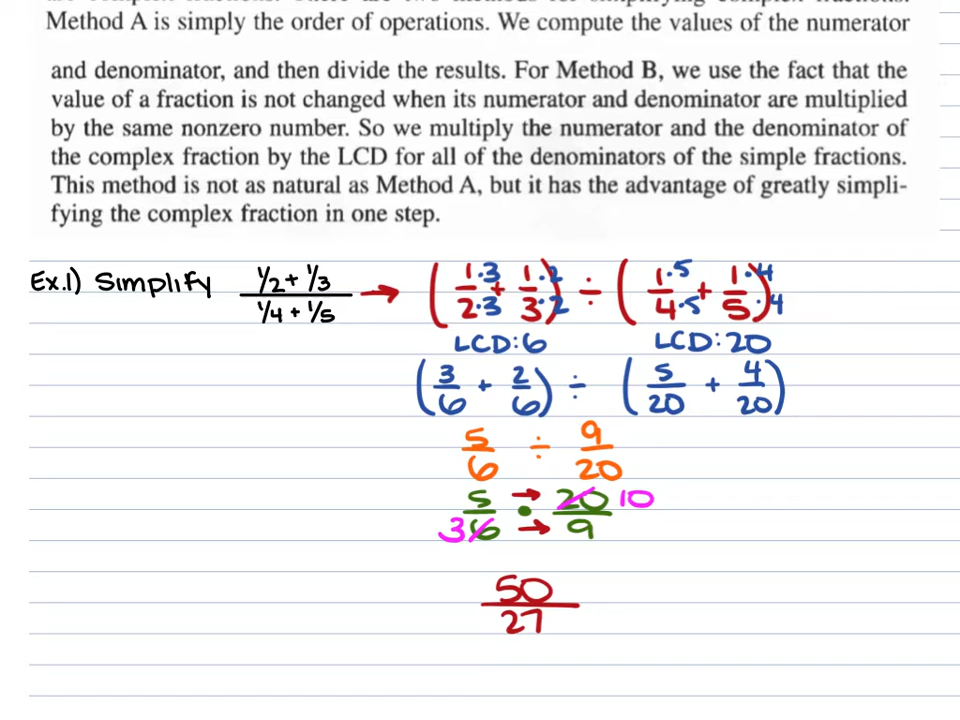 Method A is simply the order of operations. We compute the values of the numerator
and denominator, and then divide the results. For Method B, we use the fact that the
value of a fraction is not changed when its numerator and denominator are multiplied
by the same nonzero number. So we multiply the numerator and the denominator of
the complex fraction by the LCD for all of the denominators of the simple fractions.
This method is not as natural as Method A, but it has the advantage of greatly simpli-
fying the complex fraction in one step.
Ex.1) Simplify (1/2 + 1/3)/(1/4 + 1/5) → (1·3/2·3 + 1·2/3·2) ÷ (1·5/4·5 + 1·4/5·4)
LCD:6 LCD:20
(3/6 + 2/6) ÷ (5/20 + 4/20)
5/6 ÷ 9/20
5/6 3 → • → 20/9 10
50/27